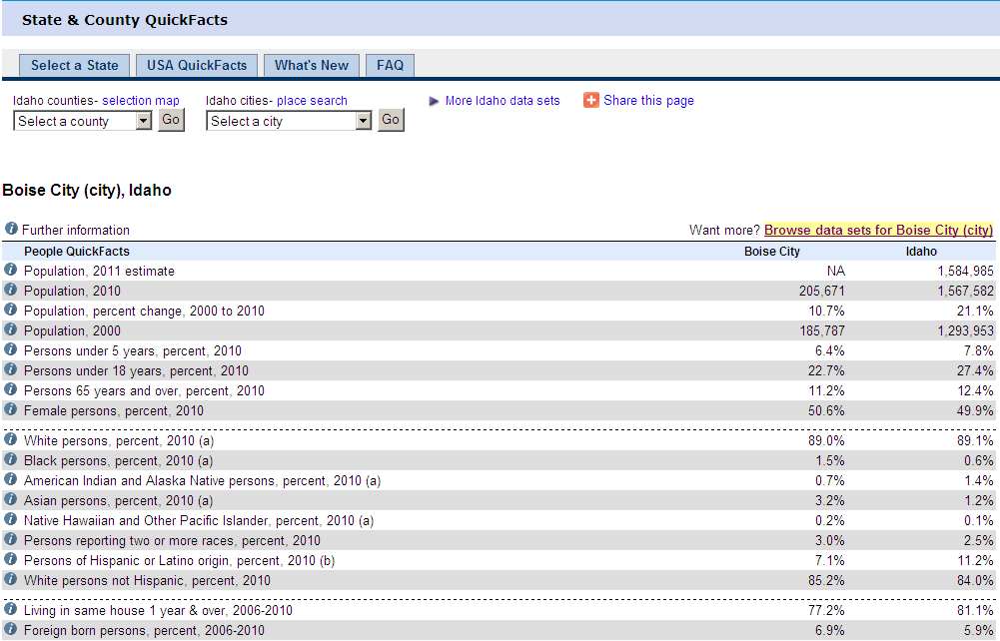 State & County QuickFacts
Select a State USA QuickFacts What's New FAQ
Idaho counties- selection map Idaho cities- place search More Idaho data sets Share this page
Select a county Go Select a city Go
Boise City (city), Idaho
Further information Want more? Browse data sets for Boise City (city)
People QuickFacts Boise City Idaho
Population, 2011 estimate NA 1,584,985
Population, 2010 205,671 1,567,582
Population, percent change, 2000 to 2010 10.7% 21.1%
Population, 2000 185,787 1,293,953
Persons under 5 years, percent, 2010 6.4% 7.8%
Persons under 18 years, percent, 2010 22.7% 27.4%
Persons 65 years and over, percent, 2010 11.2% 12.4%
Female persons, percent, 2010 50.6% 49.9%
White persons, percent, 2010 (a) 89.0% 89.1%
Black persons, percent, 2010 (a) 1.5% 0.6%
American Indian and Alaska Native persons, percent, 2010 (a) 0.7% 1.4%
Asian persons, percent, 2010 (a) 3.2% 1.2%
Native Hawaiian and Other Pacific Islander, percent, 2010 (a) 0.2% 0.1%
Persons reporting two or more races, percent, 2010 3.0% 2.5%
Persons of Hispanic or Latino origin, percent, 2010 (b) 7.1% 11.2%
White persons not Hispanic, percent, 2010 85.2% 84.0%
Living in same house 1 year & over, 2006-2010 77.2% 81.1%
Foreign born persons, percent, 2006-2010 6.9% 5.9%